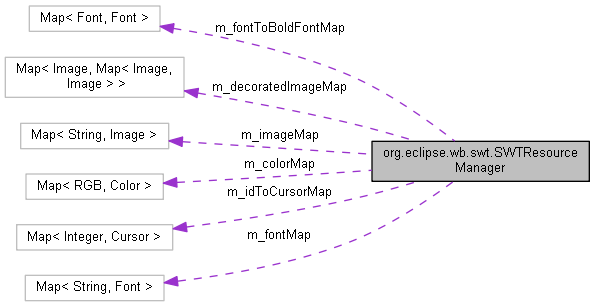 Map< Font, Font >
m_fontToBoldFontMap
Map< Image, Map< Image,
Image > >
m_decoratedImageMap
Map< String, Image >
m_imageMap
org.eclipse.wb.swt.SWTResource
Manager
m_colorMap
Map< RGB, Color >
m_idToCursorMap
Map< Integer, Cursor >
m_fontMap
Map< String, Font >